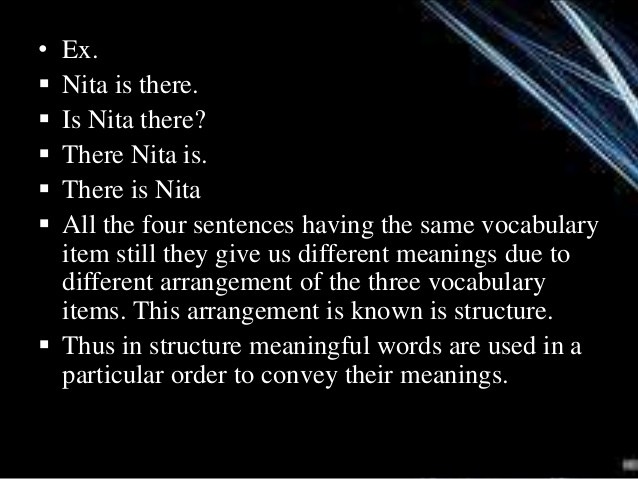 • Ex.
▪ Nita is there.
▪ Is Nita there?
▪ There Nita is.
▪ There is Nita
▪ All the four sentences having the same vocabulary
item still they give us different meanings due to
different arrangement of the three vocabulary
items. This arrangement is known is structure.
▪ Thus in structure meaningful words are used in a
particular order to convey their meanings.